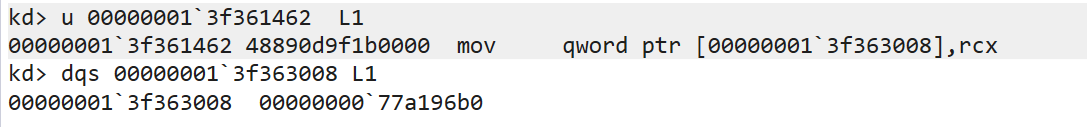 kd> u 00000001`3f361462  L1
00000001`3f361462 48890d9f1b0000  mov     qword ptr [00000001`3f363008],rcx
kd> dqs 00000001`3f363008 L1
00000001`3f363008  00000000`77a196b0